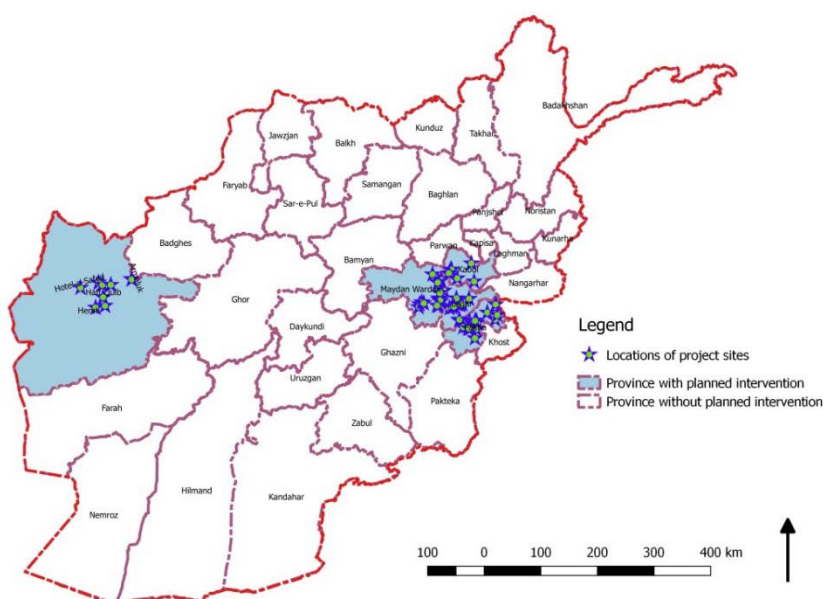 Badakhshan
Kunduz
Takhar
Jawzjan
Balkh
Faryab
Samangan
Baghlan
Sar-e-Pul
Panjsher
Noristan
Badghes
Parwan
Kapisa
Kunarha
Laghman
Bamyan
Kabul
Nangarhar
Maydan Wardak
Ghor
Herat
Daykundi
Ghazni
Khost
Uruzgan
Farah
Zabul
Pakteka
Hilmand
Kandahar
Nemroz
Legend
Locations of project sites
Province with planned intervention
Province without planned intervention
100 0 100 200 300 400 km